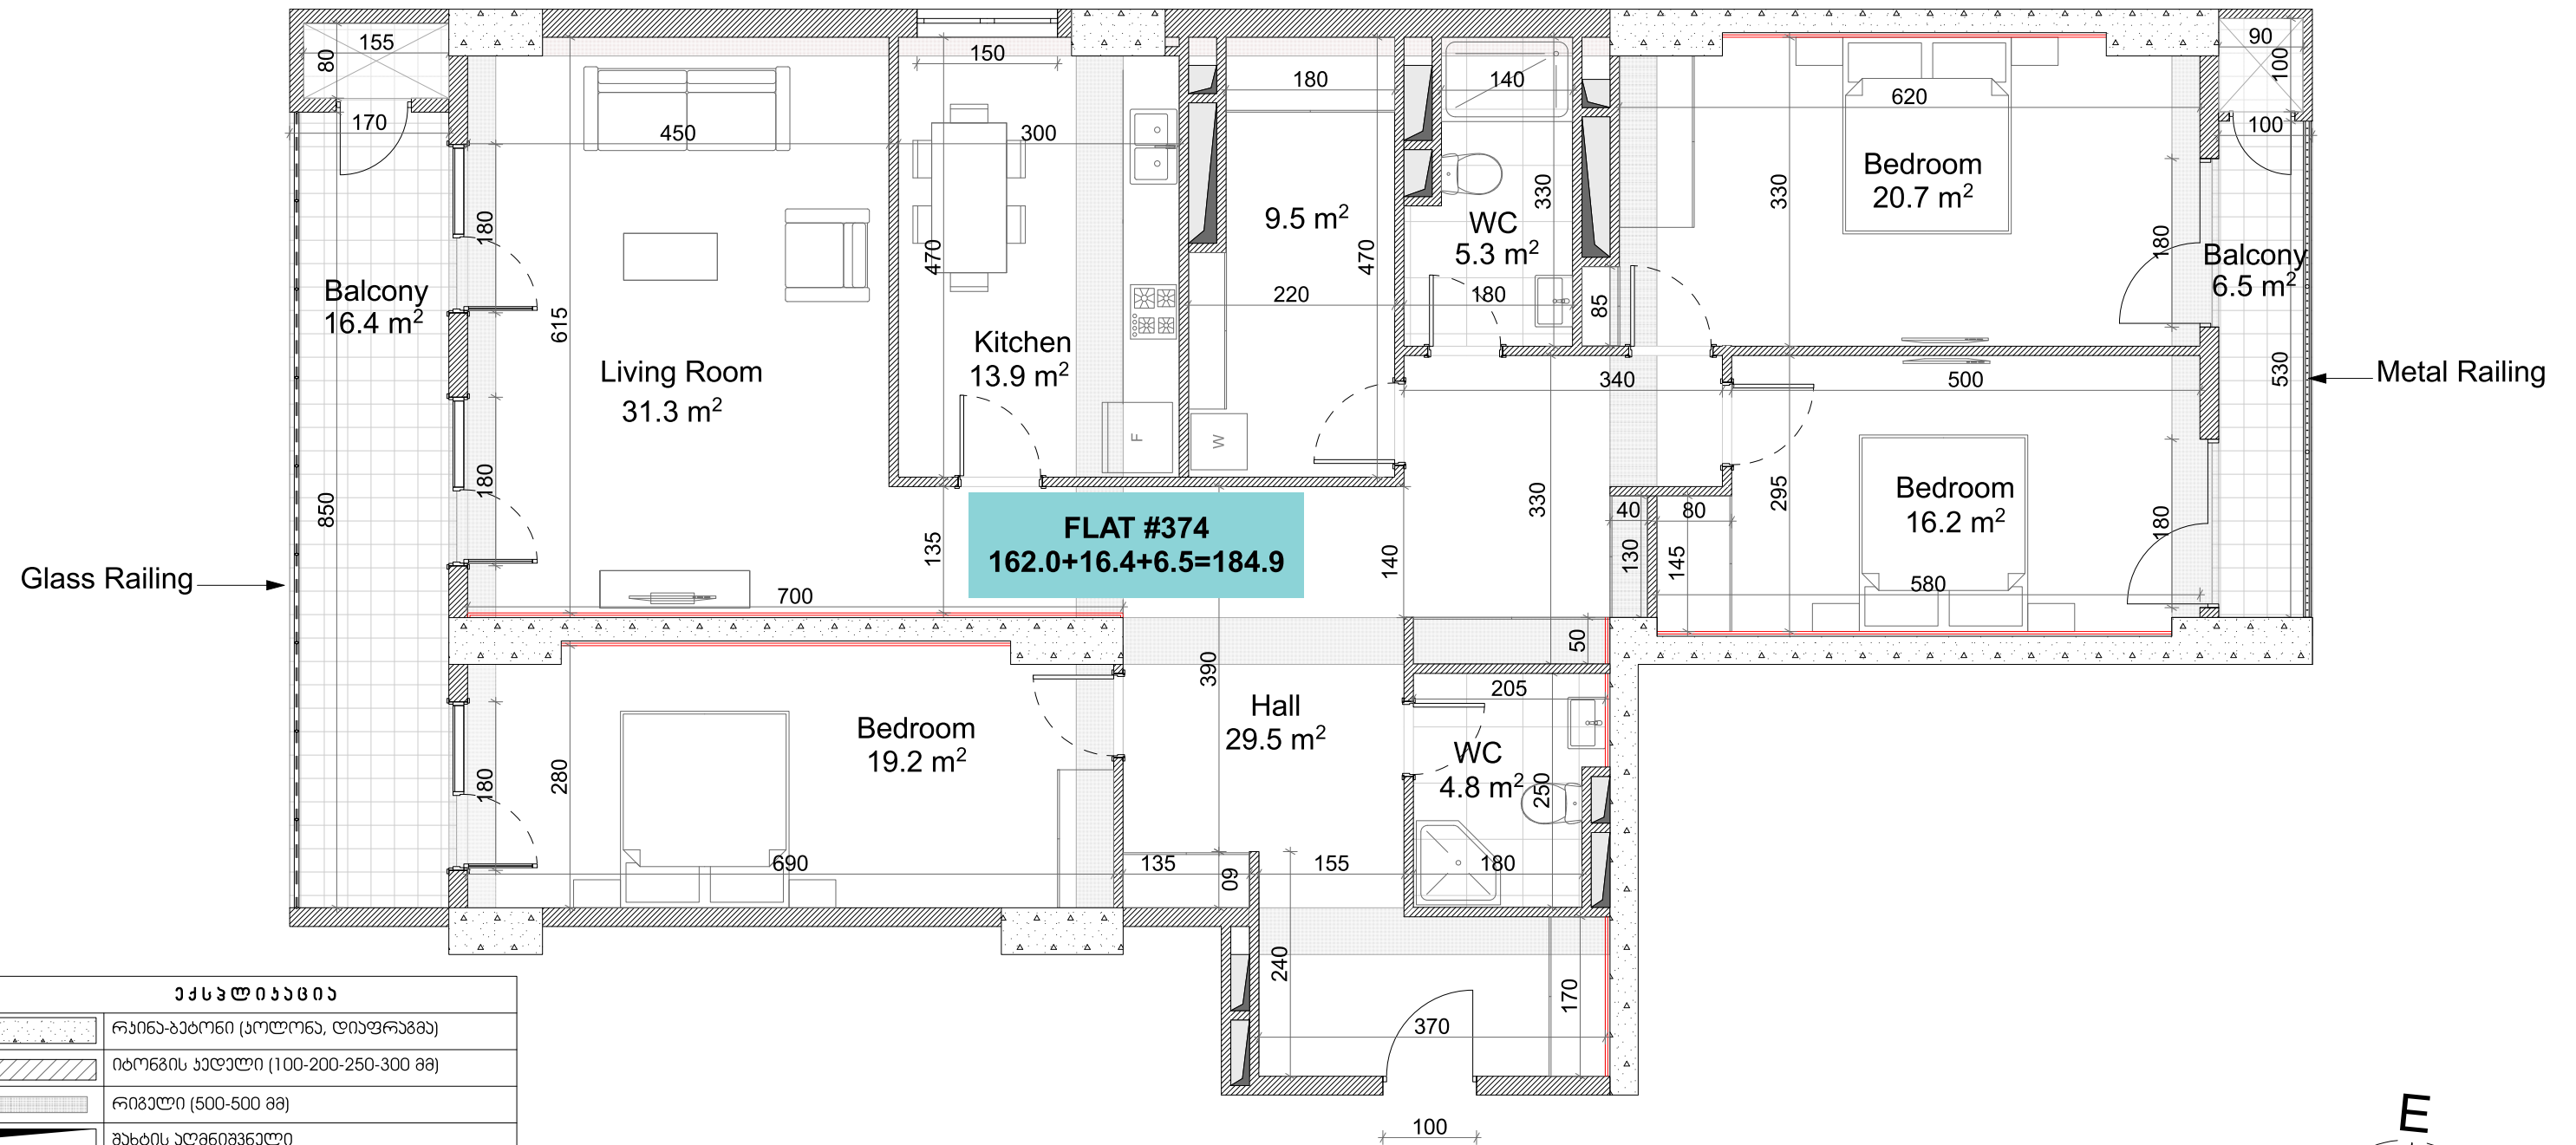 155
80
150
90
100
170
450
300
180
140
620
100
Bedroom
20.7 m²
330
330
180
180
470
470
9.5 m²
WC
5.3 m²
Balcony
6.5 m²
Balcony
16.4 m²
615
220
180
85
Kitchen
13.9 m²
Living Room
31.3 m²
340
500
530
Metal Railing
F
W
180
850
330
295
180
Bedroom
16.2 m²
40
80
FLAT #374
162.0+16.4+6.5=184.9
135
140
130
145
Glass Railing
700
580
50
390
205
Hall
29.5 m²
Bedroom
19.2 m²
WC
4.8 m²
250
180
280
690
135
60
155
180
240
170
370
100
ექსპლიკაცია
რკინა-ბეტონი (კოლონა, დიაფრაგმა)
იტონგის კედელი (100-200-250-300 მმ)
რიგელი (500-500 მმ)
შახტის აღმნიშვნელი
E